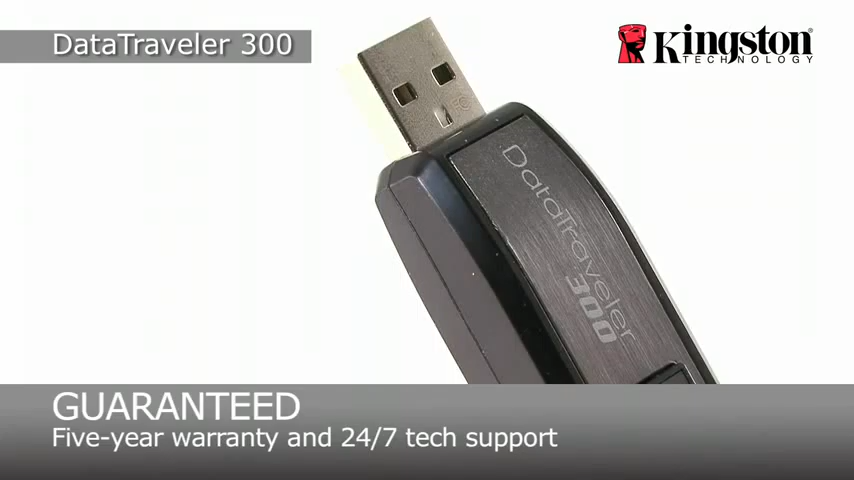 DataTraveler 300
Kingston
TECHNOLOGY
DataTraveler
300
GUARANTEED
Five-year warranty and 24/7 tech support